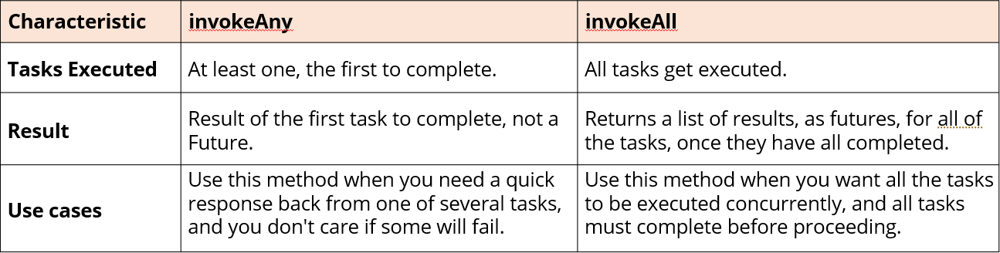 Characteristic
invokeAny
invokeAll
Tasks Executed
At least one, the first to complete.
All tasks get executed.
Result
Result of the first task to complete, not a
Future.
Returns a list of results, as futures, for all of
the tasks, once they have all completed.
Use cases
Use this method when you need a quick
response back from one of several tasks,
and you don't care if some will fail.
Use this method when you want all the tasks
to be executed concurrently, and all tasks
must complete before proceeding.